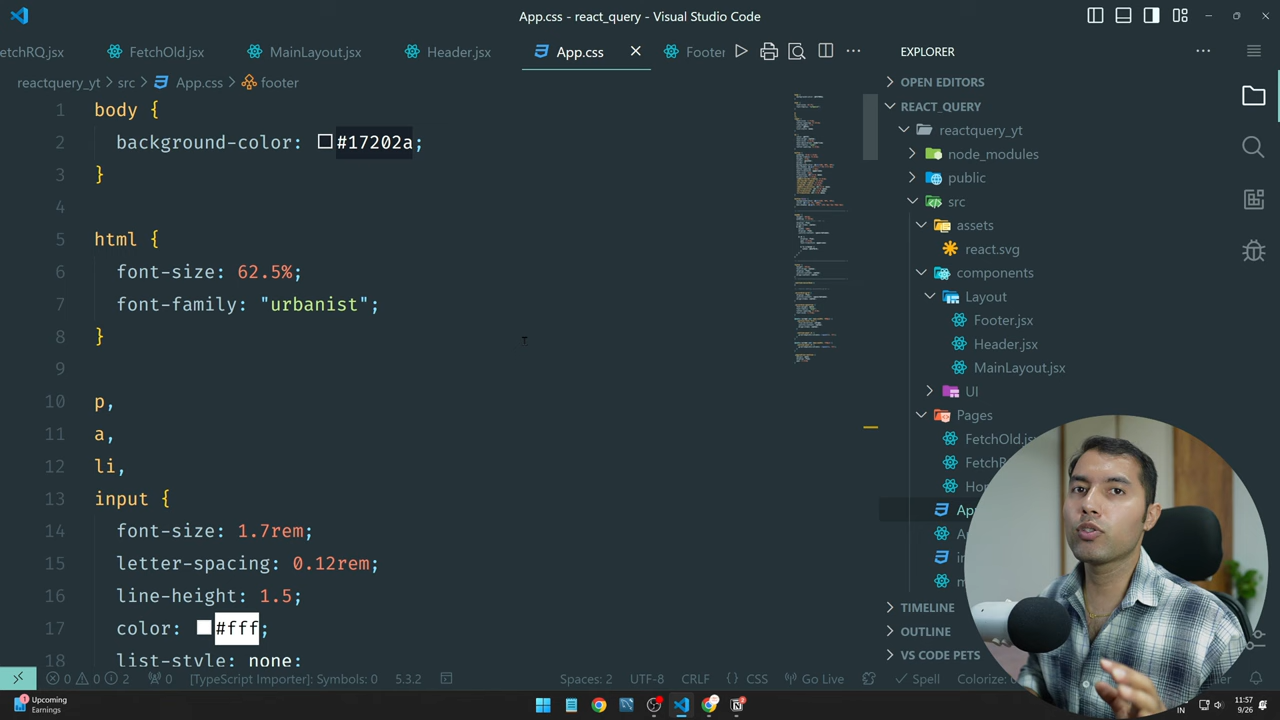 App.css - react_query - Visual Studio Code
etchRQ.jsx
FetchOld.jsx
MainLayout.jsx
Header.jsx
App.css
Footer
reactquery_yt > src > App.css > footer
1 body {
2 background-color: #17202a;
3 }
4
5 html {
6 font-size: 62.5%;
7 font-family: "urbanist";
8 }
9
10 p,
11 a,
12 li,
13 input {
14 font-size: 1.7rem;
15 letter-spacing: 0.12rem;
16 line-height: 1.5;
17 color: #fff;
18 list-style: none;
EXPLORER
OPEN EDITORS
REACT_QUERY
reactquery_yt
node_modules
public
src
assets
react.svg
components
Layout
Footer.jsx
Header.jsx
MainLayout.jsx
UI
Pages
FetchOld.js
FetchR
Hom
Ap
A
in
m
TIMELINE
OUTLINE
VS CODE PETS
0 0 2 0 [TypeScript Importer]: Symbols: 0 5.3.2 Spaces: 2 UTF-8 CRLF {} CSS Go Live Spell Colorize:
Upcoming
Earnings
1
IN
11:57
9/26